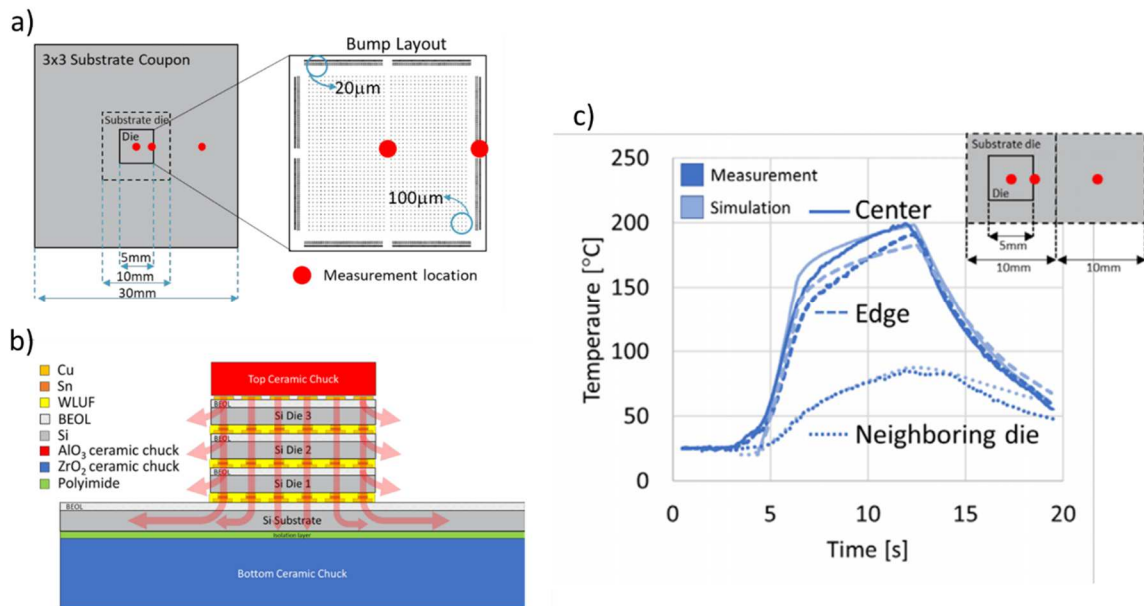 a)
3x3 Substrate Coupon
Substrate die
Die
5mm
10mm
30mm
Bump Layout
20μm
100μm
Measurement location
b)
Cu
Sn
WLUF
BEOL
Si
AlO3 ceramic chuck
ZrO2 ceramic chuck
Polyimide
Top Ceramic Chuck
BEOL
Si Die 3
BEOL
Si Die 2
BEOL
Si Die 1
BEOL
Si Substrate
Isolation layer
Bottom Ceramic Chuck
c)
Temperaure [°C]
250
200
150
100
50
0
0 5 10 15 20
Time [s]
Measurement
Simulation
Center
Edge
Neighboring die
Substrate die
Die
5mm
10mm 10mm